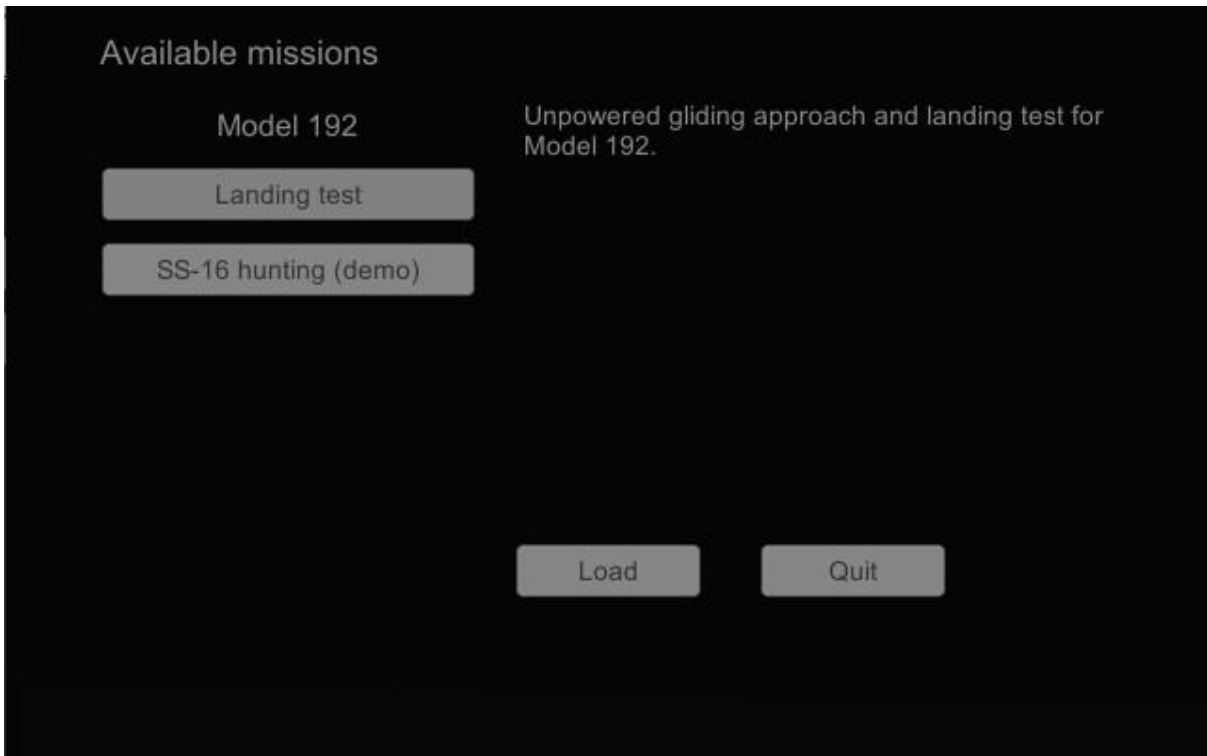 Available missions
Model 192
Landing test
SS-16 hunting (demo)
Unpowered gliding approach and landing test for
Model 192.
Load
Quit